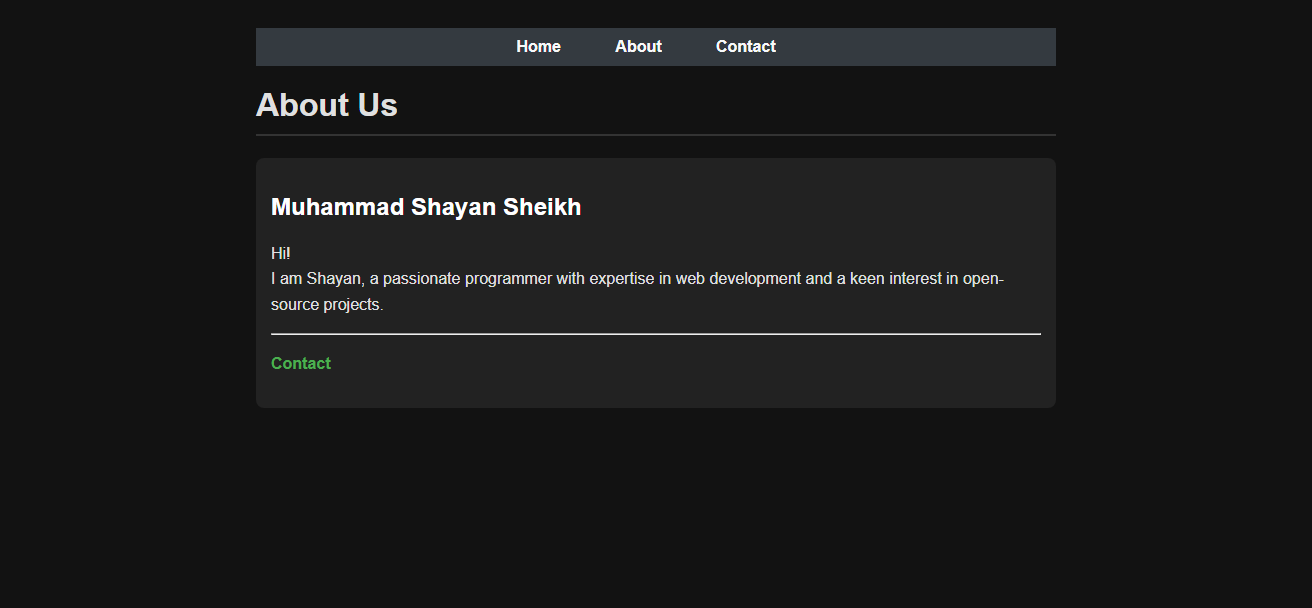 Home About Contact
About Us
Muhammad Shayan Sheikh
Hi!
I am Shayan, a passionate programmer with expertise in web development and a keen interest in open-
source projects.
Contact